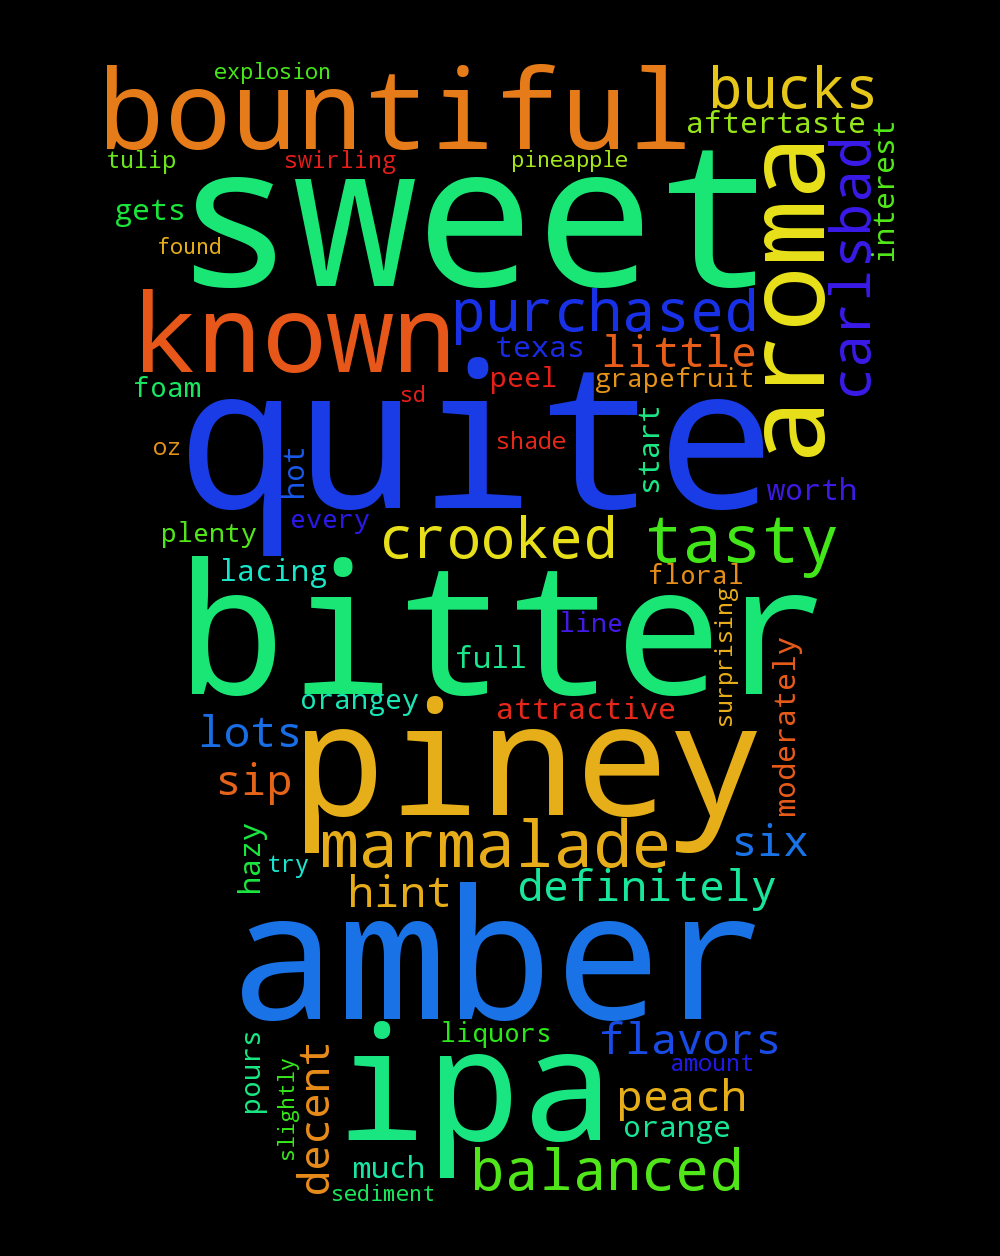 explosion
bountiful
bucks
aftertaste
tulip
swirling
pineapple
sweet
aroma
carlsbad
interest
gets
found
known
purchased
texas
little
foam
sd
peel
grapefruit
quite
oz
hot
shade
start
worth
every
plenty
crooked
tasty
lacing
floral
bitter
line
full
surprising
moderately
orangey
attractive
lots
piney
sip
marmalade
six
hazy
try
hint
definitely
amber
liquors
flavors
amount
pours
slightly
decent
ipa
peach
orange
much
balanced
sediment